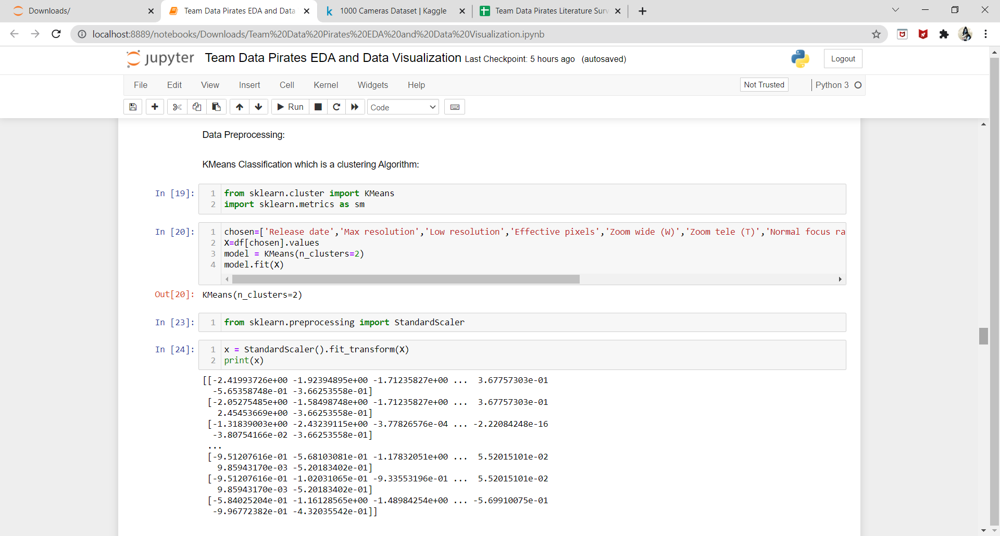 Downloads/
Team Data Pirates EDA and Data
1000 Cameras Dataset | Kaggle
Team Data Pirates Literature Surv
localhost:8889/notebooks/Downloads/Team%20Data%20Pirates%20EDA%20and%20Data%20Visualization.ipynb
jupyter Team Data Pirates EDA and Data Visualization Last Checkpoint: 5 hours ago (autosaved)
Logout
File Edit View Insert Cell Kernel Widgets Help
Not Trusted
Python 3
Run
Code
Data Preprocessing:
KMeans Classification which is a clustering Algorithm:
In [19]:
1 from sklearn.cluster import KMeans
2 import sklearn.metrics as sm
In [20]:
1 chosen=['Release date','Max resolution','Low resolution','Effective pixels','Zoom wide (W)','Zoom tele (T)','Normal focus ra
2 X=df[chosen].values
3 model = KMeans(n_clusters=2)
4 model.fit(X)
Out[20]: KMeans(n_clusters=2)
In [23]:
1 from sklearn.preprocessing import StandardScaler
In [24]:
1 x = StandardScaler().fit_transform(X)
2 print(x)
[[-2.41993726e+00 -1.92394895e+00 -1.71235827e+00 ... 3.67757303e-01
-5.65358748e-01 -3.66253558e-01]
[-2.05275485e+00 -1.58498748e+00 -1.71235827e+00 ... 3.67757303e-01
2.45453669e+00 -3.66253558e-01]
[-1.31839003e+00 -2.43239115e+00 -3.77826576e-04 ... -2.22084248e-16
-3.80754166e-02 -3.66253558e-01]
...
[-9.51207616e-01 -5.68103081e-01 -1.17832051e+00 ... 5.52015101e-02
9.85943170e-03 -5.20183402e-01]
[-9.51207616e-01 -1.02031065e-01 -9.33553196e-01 ... 5.52015101e-02
9.85943170e-03 -5.20183402e-01]
[-5.84025204e-01 -1.16128565e+00 -1.48984254e+00 ... -5.69910075e-01
-9.96772382e-01 -4.32035542e-01]]